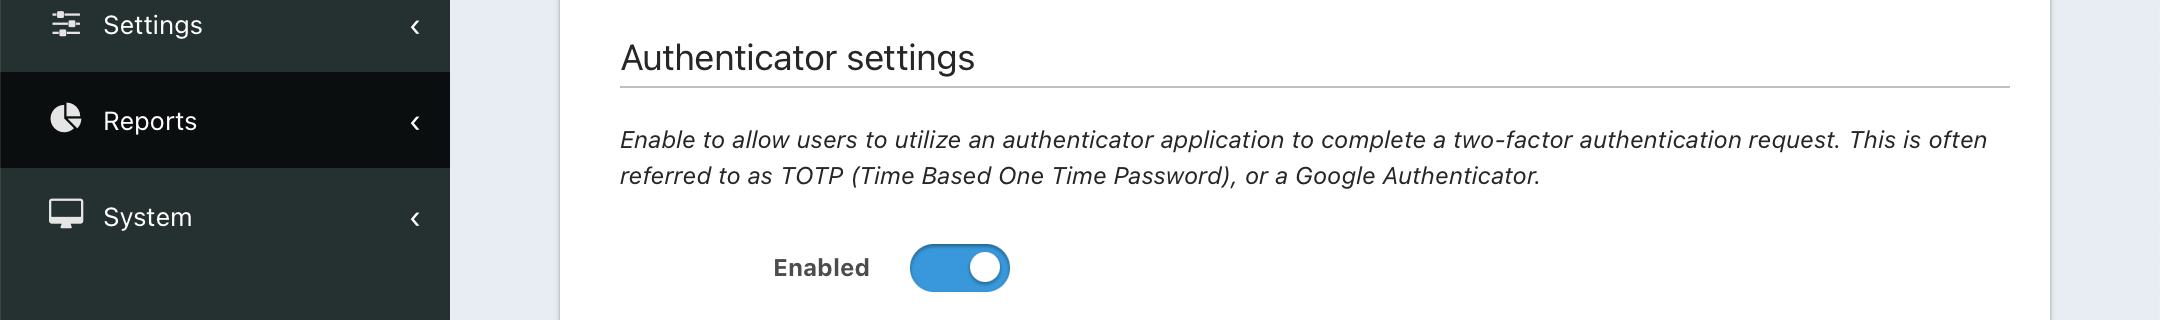 Settings
Reports
System
Authenticator settings
Enable to allow users to utilize an authenticator application to complete a two-factor authentication request. This is often
referred to as TOTP (Time Based One Time Password), or a Google Authenticator.
Enabled